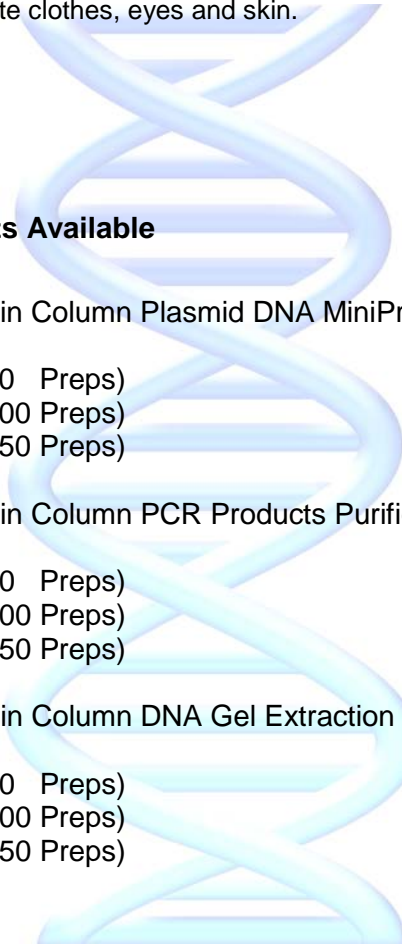 te clothes, eyes and skin.
ts Available
in Column Plasmid DNA MiniPr
0 Preps)
00 Preps)
50 Preps)
in Column PCR Products Purifi
0 Preps)
00 Preps)
50 Preps)
in Column DNA Gel Extraction
0 Preps)
00 Preps)
50 Preps)